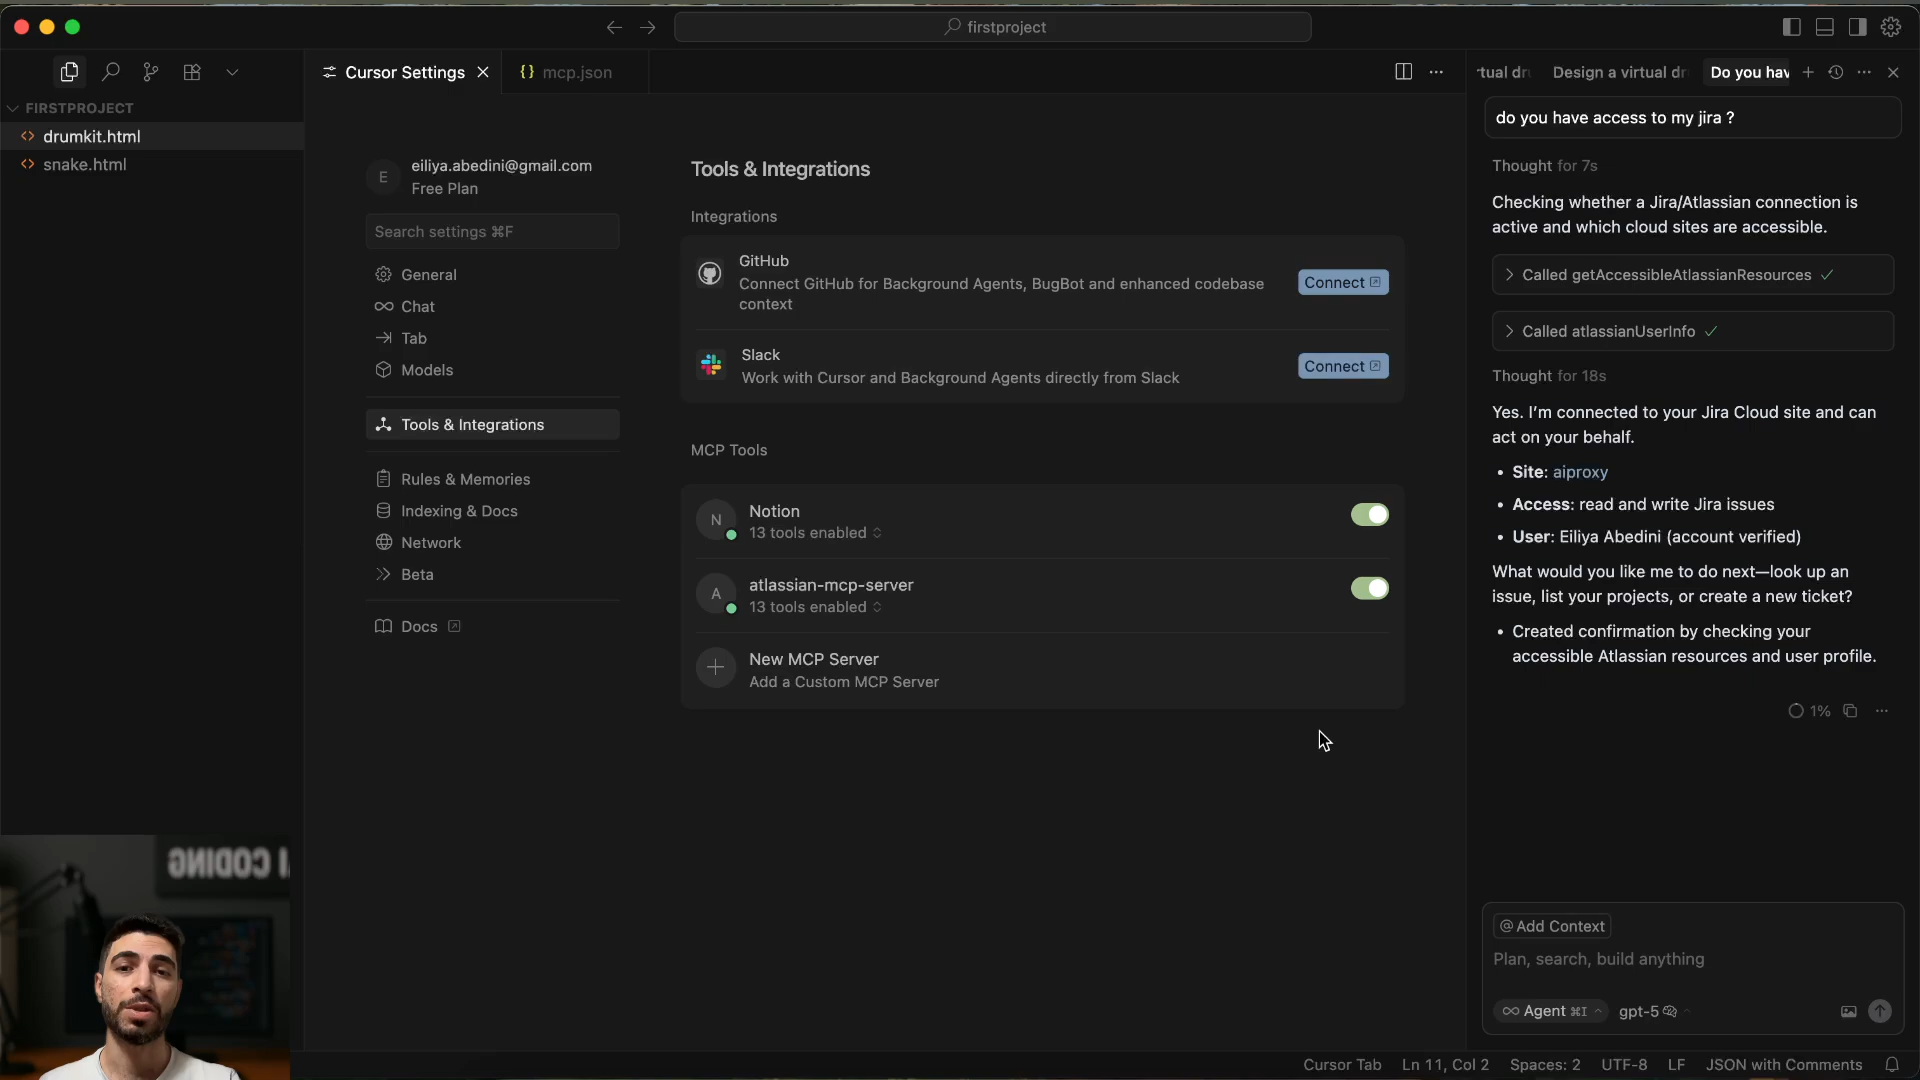 firstproject
FIRSTPROJECT
drumkit.html
snake.html
Cursor Settings
{} mcp.json
E
eiliya.abedini@gmail.com
Free Plan
Search settings ⌘F
General
Chat
Tab
Models
Tools & Integrations
Rules & Memories
Indexing & Docs
Network
Beta
Docs
Tools & Integrations
Integrations
GitHub
Connect GitHub for Background Agents, BugBot and enhanced codebase
context
Connect
Slack
Work with Cursor and Background Agents directly from Slack
Connect
MCP Tools
N
Notion
13 tools enabled
A
atlassian-mcp-server
13 tools enabled
New MCP Server
Add a Custom MCP Server
Design a virtual dr
Do you hav
do you have access to my jira ?
Thought for 7s
Checking whether a Jira/Atlassian connection is
active and which cloud sites are accessible.
Called getAccessibleAtlassianResources
Called atlassianUserInfo
Thought for 18s
Yes. I'm connected to your Jira Cloud site and can
act on your behalf.
• Site: aiproxy
• Access: read and write Jira issues
• User: Eiliya Abedini (account verified)
What would you like me to do next—look up an
issue, list your projects, or create a new ticket?
• Created confirmation by checking your
accessible Atlassian resources and user profile.
1%
@ Add Context
Plan, search, build anything
Agent ⌘I
gpt-5
CODING
Cursor Tab
Ln 11, Col 2
Spaces: 2
UTF-8
LF
JSON with Comments